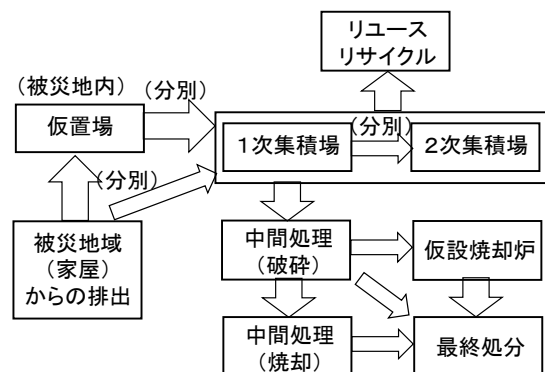 リユース
リサイクル
（被災地内）
（分別）
仮置場
（分別）
1次集積場
2次集積場
（分別）
被災地域
（家屋）
からの排出
中間処理
（破砕）
仮設焼却炉
中間処理
（焼却）
最終処分